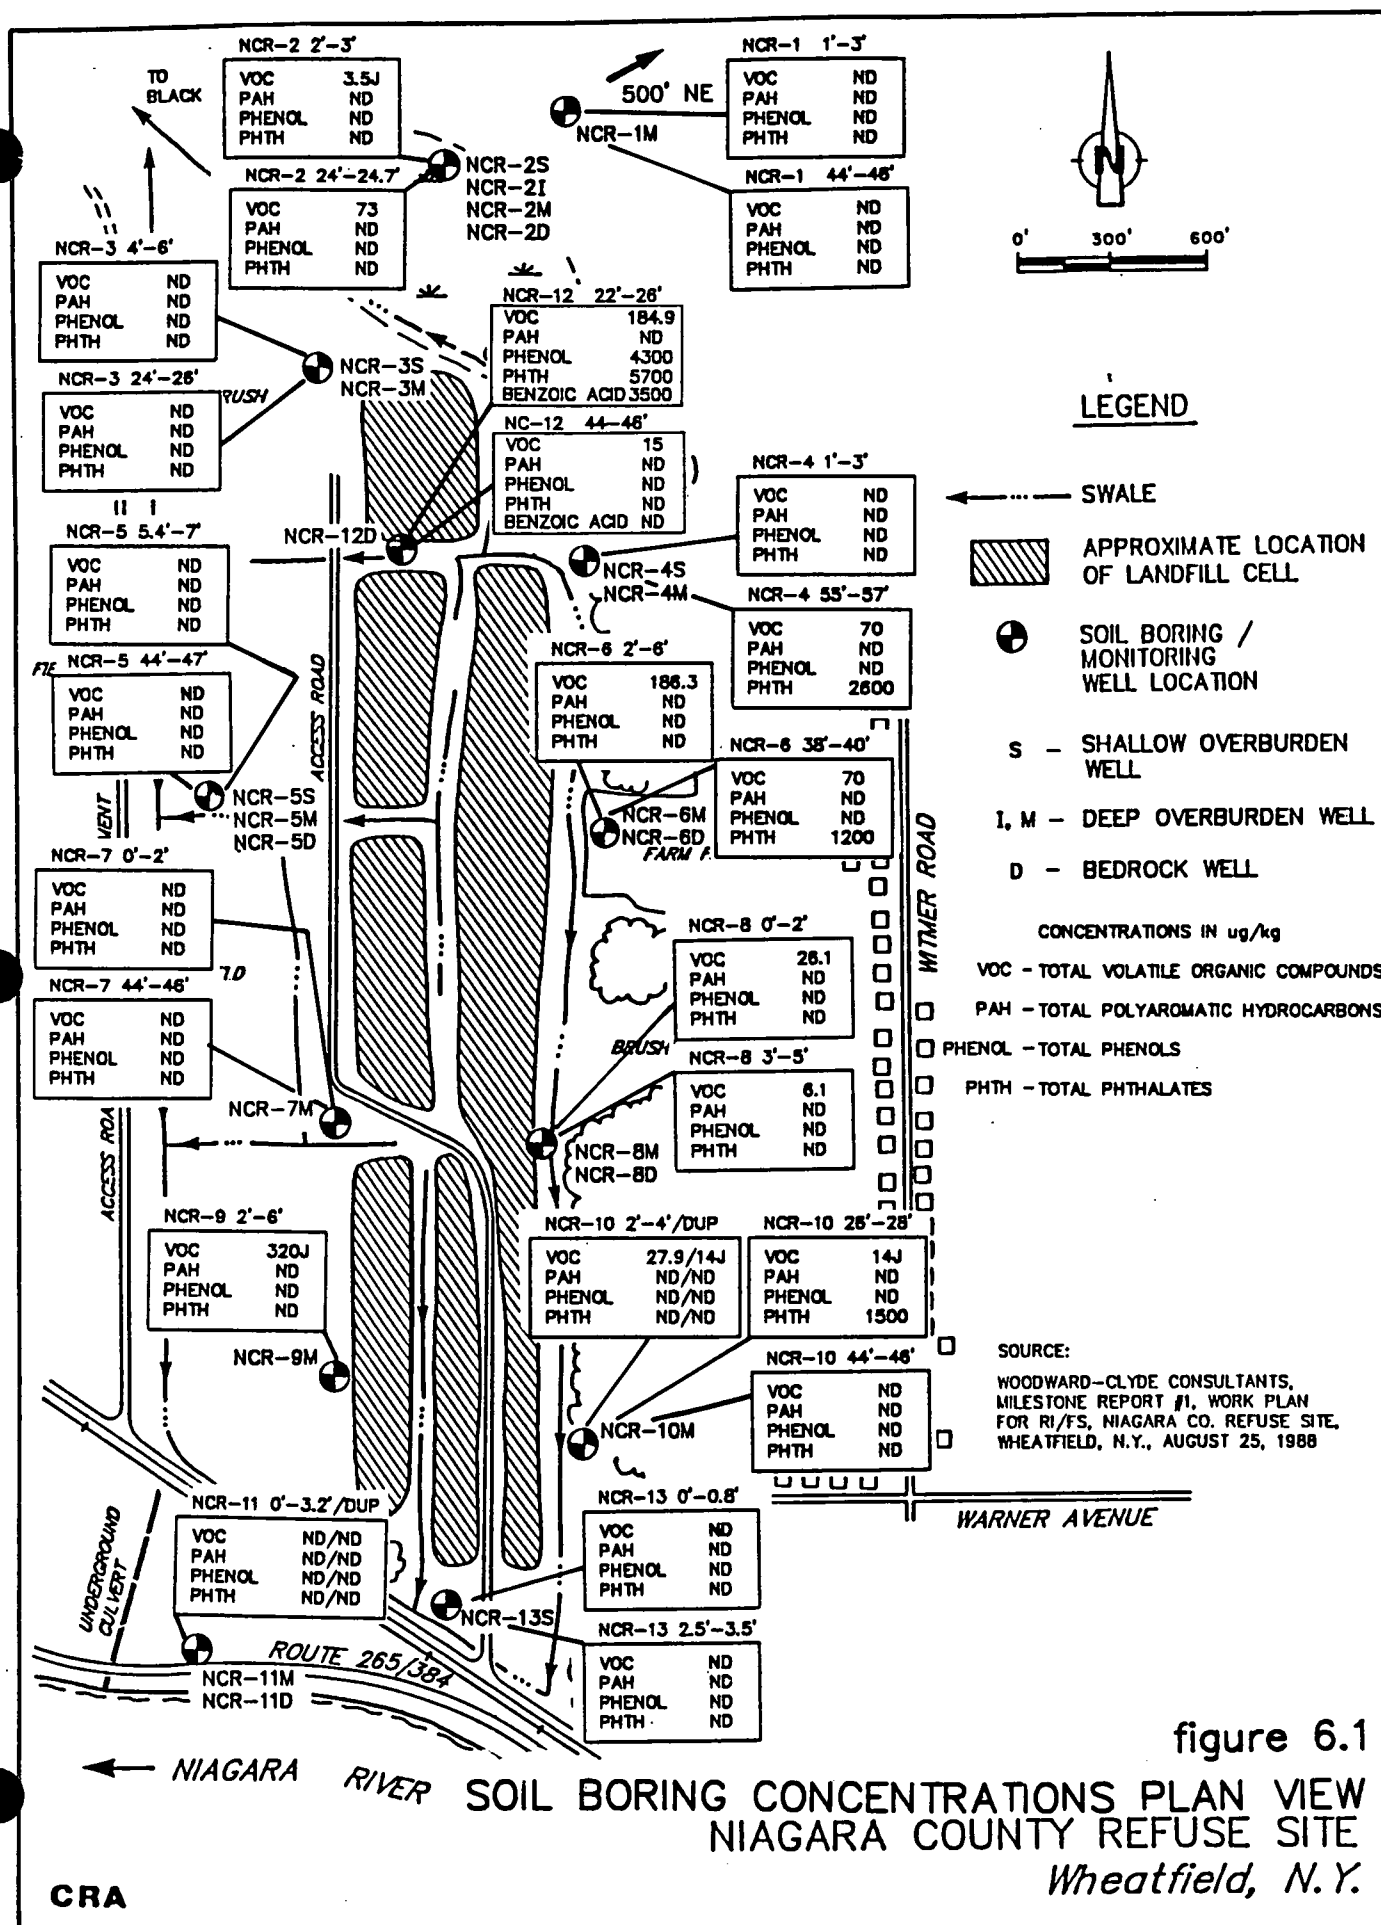 NCR-2 2'-3'
VOC 3.5J
PAH ND
PHENOL ND
PHTH ND
TO
BLACK
500' NE
NCR-1 1'-3'
VOC ND
PAH ND
PHENOL ND
PHTH ND
NCR-1M
NCR-2S
NCR-2I
NCR-2M
NCR-2D
NCR-2 24'-24.7'
VOC 73
PAH ND
PHENOL ND
PHTH ND
NCR-1 44'-46'
VOC ND
PAH ND
PHENOL ND
PHTH ND
N
0' 300' 600'
NCR-3 4'-6'
VOC ND
PAH ND
PHENOL ND
PHTH ND
NCR-12 22'-26'
VOC 184.9
PAH ND
PHENOL 4300
PHTH 5700
BENZOIC ACID 3500
NCR-3S
NCR-3M
NCR-3 24'-26'
VOC ND
PAH ND
PHENOL ND
PHTH ND
RUSH
NC-12 44-46'
VOC 15
PAH ND
PHENOL ND
PHTH ND
BENZOIC ACID ND
NCR-12D
NCR-4 1'-3'
VOC ND
PAH ND
PHENOL ND
PHTH ND
NCR-4S
NCR-4M
NCR-4 55'-57'
VOC 70
PAH ND
PHENOL ND
PHTH 2600
LEGEND
SWALE
APPROXIMATE LOCATION
OF LANDFILL CELL
SOIL BORING /
MONITORING
WELL LOCATION
S - SHALLOW OVERBURDEN
WELL
I, M - DEEP OVERBURDEN WELL
D - BEDROCK WELL
CONCENTRATIONS IN ug/kg
VOC - TOTAL VOLATILE ORGANIC COMPOUNDS
PAH - TOTAL POLYAROMATIC HYDROCARBONS
PHENOL - TOTAL PHENOLS
PHTH - TOTAL PHTHALATES
NCR-5 5.4'-7'
VOC ND
PAH ND
PHENOL ND
PHTH ND
FIE
NCR-5 44'-47'
VOC ND
PAH ND
PHENOL ND
PHTH ND
ACCESS ROAD
NCR-5S
NCR-5M
NCR-5D
VENT
NCR-6 2'-6'
VOC 186.3
PAH ND
PHENOL ND
PHTH ND
NCR-6 38'-40'
VOC 70
PAH ND
PHENOL ND
PHTH 1200
NCR-6M
NCR-6D
FARM F
WITMER ROAD
NCR-7 0'-2'
VOC ND
PAH ND
PHENOL ND
PHTH ND
NCR-7 44'-46'
VOC ND
PAH ND
PHENOL ND
PHTH ND
NCR-7M
ACCESS ROA
NCR-8 0'-2'
VOC 26.1
PAH ND
PHENOL ND
PHTH ND
BRUSH
NCR-8 3'-5'
VOC 6.1
PAH ND
PHENOL ND
PHTH ND
NCR-8M
NCR-8D
NCR-9 2'-6'
VOC 320J
PAH ND
PHENOL ND
PHTH ND
NCR-9M
NCR-10 2'-4'/DUP
VOC 27.9/14J
PAH ND/ND
PHENOL ND/ND
PHTH ND/ND
NCR-10 26'-28'
VOC 14J
PAH ND
PHENOL ND
PHTH 1500
NCR-10 44'-46'
VOC ND
PAH ND
PHENOL ND
PHTH ND
NCR-10M
SOURCE:
WOODWARD-CLYDE CONSULTANTS,
MILESTONE REPORT #1, WORK PLAN
FOR RI/FS, NIAGARA CO. REFUSE SITE,
WHEATFIELD, N.Y., AUGUST 25, 1988
WARNER AVENUE
NCR-11 0'-3.2'/DUP
VOC ND/ND
PAH ND/ND
PHENOL ND/ND
PHTH ND/ND
UNDERGROUND
CULVERT
NCR-11M
NCR-11D
ROUTE 265/384
NCR-13 0'-0.8'
VOC ND
PAH ND
PHENOL ND
PHTH ND
NCR-13S
NCR-13 2.5'-3.5'
VOC ND
PAH ND
PHENOL ND
PHTH ND
NIAGARA RIVER
figure 6.1
SOIL BORING CONCENTRATIONS PLAN VIEW
NIAGARA COUNTY REFUSE SITE
Wheatfield, N.Y.
CRA